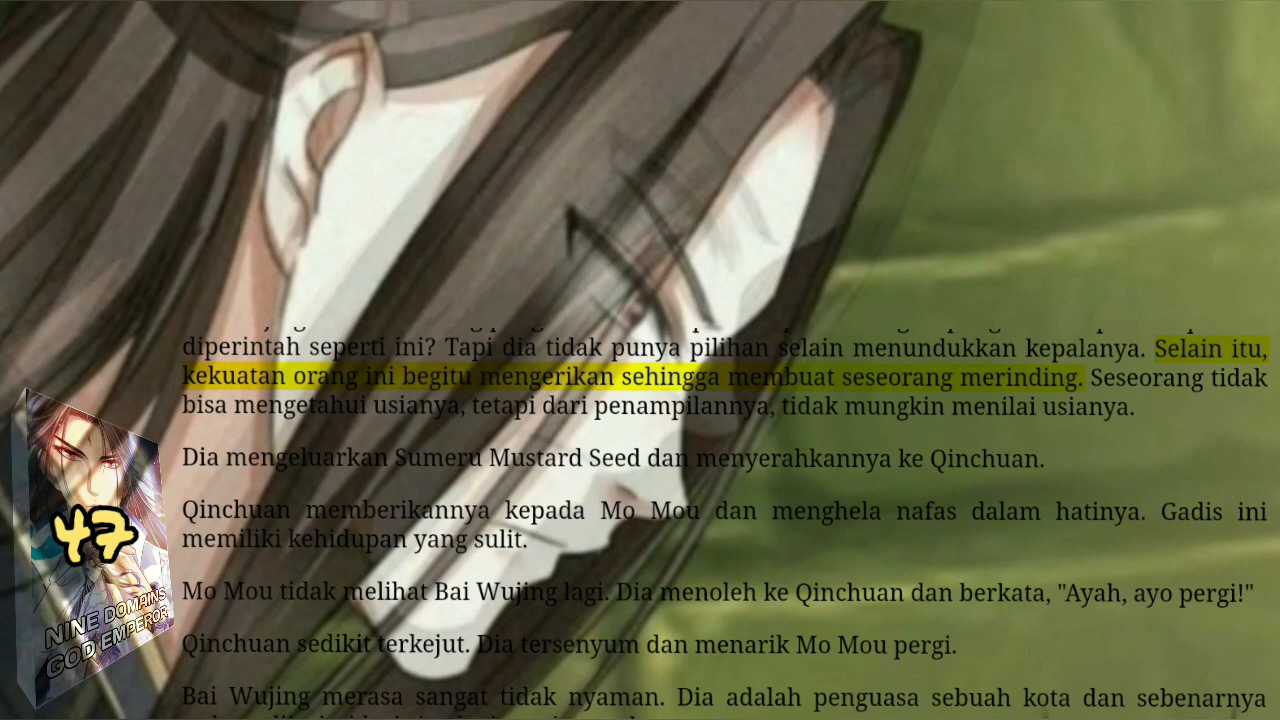 diperintah seperti ini? Tapi dia tidak punya pilihan selain menundukkan kepalanya. Selain itu,
kekuatan orang ini begitu mengerikan sehingga membuat seseorang merinding. Seseorang tidak
bisa mengetahui usianya, tetapi dari penampilannya, tidak mungkin menilai usianya.
Dia mengeluarkan Sumeru Mustard Seed dan menyerahkannya ke Qinchuan.
Qinchuan memberikannya kepada Mo Mou dan menghela nafas dalam hatinya. Gadis ini
memiliki kehidupan yang sulit.
Mo Mou tidak melihat Bai Wujing lagi. Dia menoleh ke Qinchuan dan berkata, "Ayah, ayo pergi!"
Qinchuan sedikit terkejut. Dia tersenyum dan menarik Mo Mou pergi.
Bai Wujing merasa sangat tidak nyaman. Dia adalah penguasa sebuah kota dan sebenarnya
47
NINE DOMAINS
GOD EMPEROR